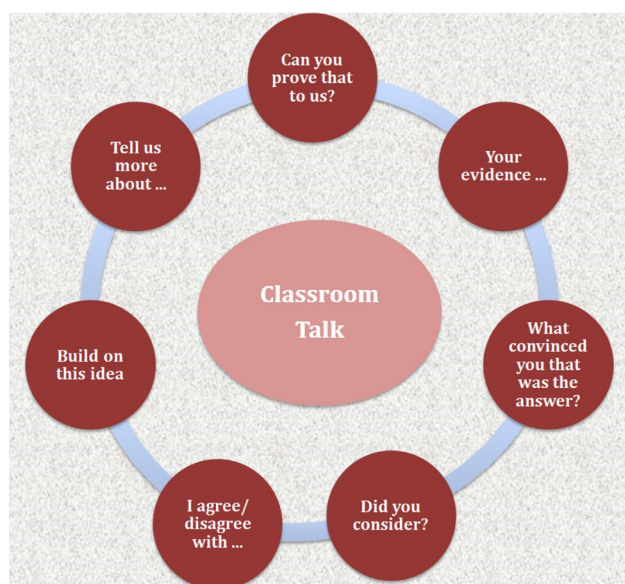 Can you
prove that
to us?
Your
evidence ...
What
convinced
you that
was the
answer?
Did you
consider?
I agree/
disagree
with ...
Build on
this idea
Tell us
more
about ...
Classroom
Talk